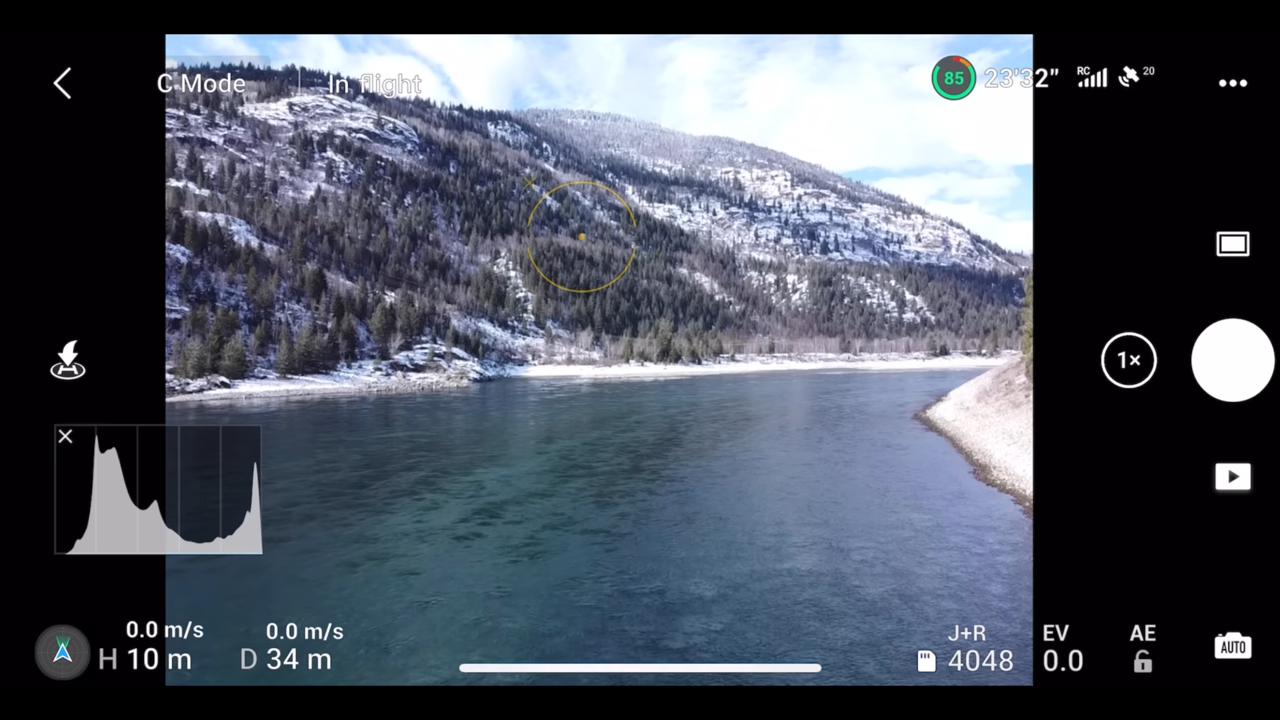 C Mode In flight 85 23'32" RC 20
1×
0.0 m/s 0.0 m/s
H 10 m D 34 m
J+R EV AE
4048 0.0 AUTO